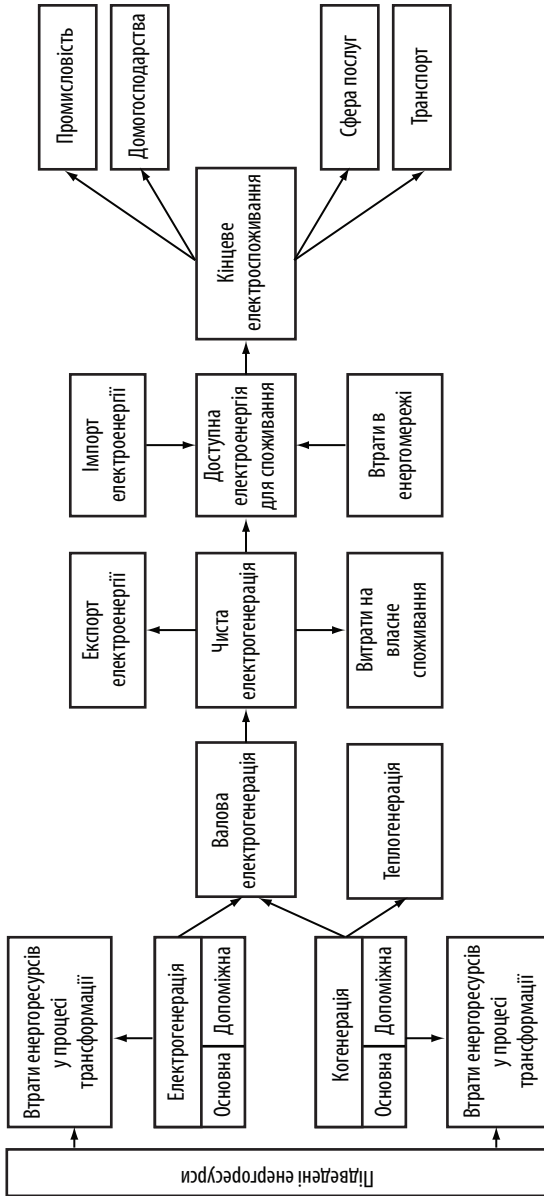 Підведені енергоресурси
Втрати енергоресурсів
у процесі
трансформації
Електрогенерація
Основна
Допоміжна
Когенерація
Основна
Допоміжна
Втрати енергоресурсів
у процесі
трансформації
Валова
електрогенерація
Теплогенерація
Експорт
електроенергії
Чиста
електрогенерація
Витрати на
власне
споживання
Імпорт
електроенергії
Доступна
електроенергія
для споживання
Втрати в
енергомережі
Кінцеве
електроспоживання
Промисловість
Домогосподарства
Сфера послуг
Транспорт